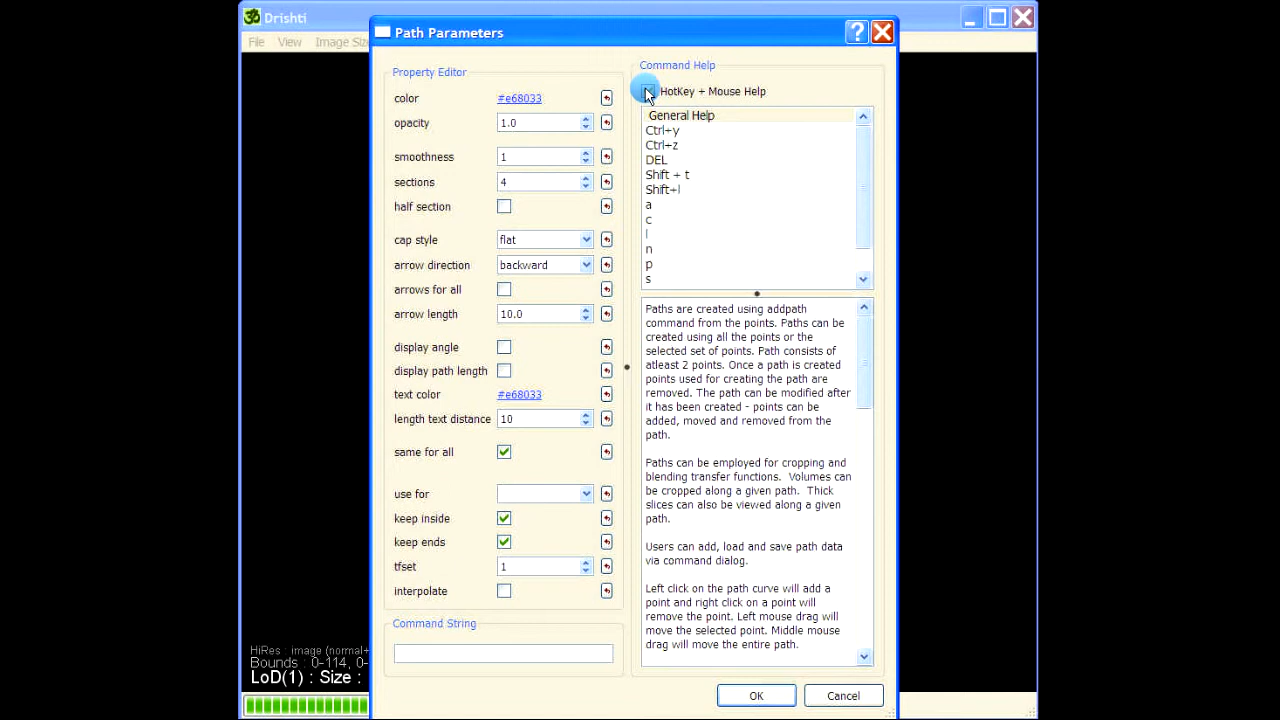 Drishti
File View Image Siz
Path Parameters
Property Editor
color #e68033
opacity 1.0
smoothness 1
sections 4
half section
cap style flat
arrow direction backward
arrows for all
arrow length 10.0
display angle
display path length
text color #e68033
length text distance 10
same for all
use for
keep inside
keep ends
tfset 1
interpolate
Command String
Command Help
HotKey + Mouse Help
General Help
Ctrl+y
Ctrl+z
DEL
Shift + t
Shift+l
a
c
l
n
p
s
Paths are created using addpath
command from the points. Paths can be
created using all the points or the
selected set of points. Path consists of
atleast 2 points. Once a path is created
points used for creating the path are
removed. The path can be modified after
it has been created - points can be
added, moved and removed from the
path.
Paths can be employed for cropping and
blending transfer functions. Volumes can
be cropped along a given path. Thick
slices can also be viewed along a given
path.
Users can add, load and save path data
via command dialog.
Left click on the path curve will add a
point and right click on a point will
remove the point. Left mouse drag will
move the selected point. Middle mouse
drag will move the entire path.
OK Cancel
HiRes : image (normal+
Bounds : 0-114, 0-
LoD(1) : Size :